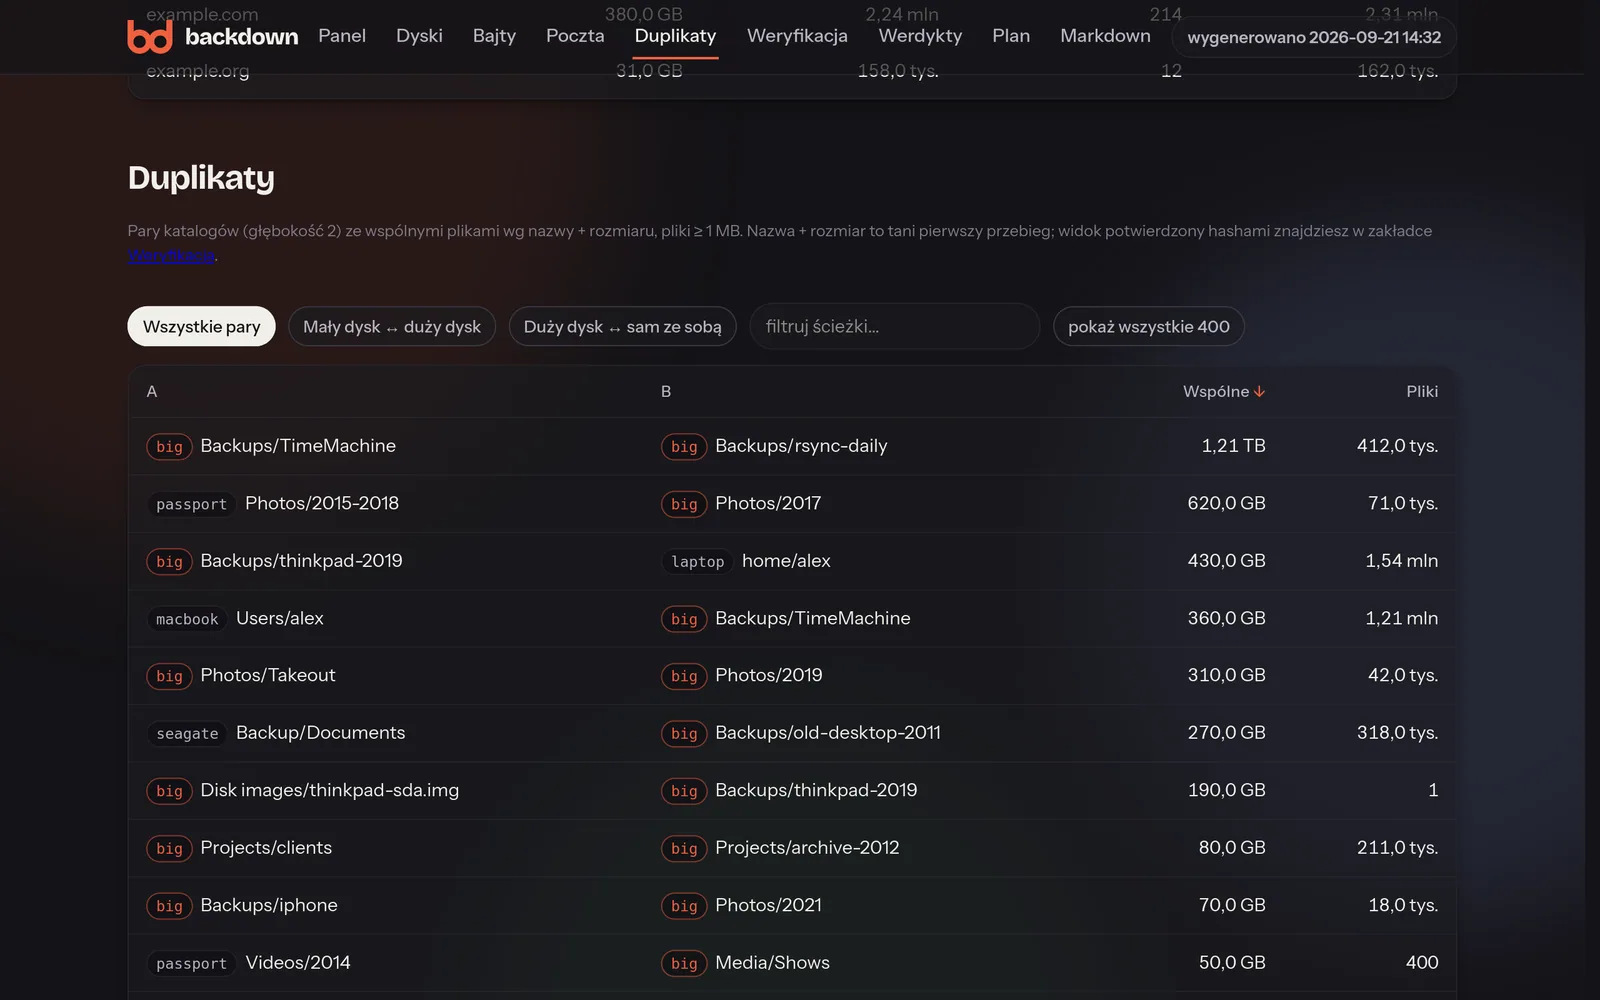 example.com 380,0 GB 2,24 mln 214 2,31 mln
bd backdown Panel Dyski Bajty Poczta Duplikaty Weryfikacja Werdykty Plan Markdown wygenerowano 2026-09-21 14:32
example.org 31,0 GB 158,0 tys. 12 162,0 tys.
Duplikaty
Pary katalogów (głębokość 2) ze wspólnymi plikami wg nazwy + rozmiaru, pliki ≥ 1 MB. Nazwa + rozmiar to tani pierwszy przebieg; widok potwierdzony hashami znajdziesz w zakładce
Weryfikacja.
Wszystkie pary Mały dysk ↔ duży dysk Duży dysk ↔ sam ze sobą filtruj ścieżki... pokaż wszystkie 400
A B Wspólne ↓ Pliki
big Backups/TimeMachine big Backups/rsync-daily 1,21 TB 412,0 tys.
passport Photos/2015-2018 big Photos/2017 620,0 GB 71,0 tys.
big Backups/thinkpad-2019 laptop home/alex 430,0 GB 1,54 mln
macbook Users/alex big Backups/TimeMachine 360,0 GB 1,21 mln
big Photos/Takeout big Photos/2019 310,0 GB 42,0 tys.
seagate Backup/Documents big Backups/old-desktop-2011 270,0 GB 318,0 tys.
big Disk images/thinkpad-sda.img big Backups/thinkpad-2019 190,0 GB 1
big Projects/clients big Projects/archive-2012 80,0 GB 211,0 tys.
big Backups/iphone big Photos/2021 70,0 GB 18,0 tys.
passport Videos/2014 big Media/Shows 50,0 GB 400